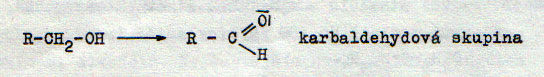 R-CH2-OH ⟶ R - C=O̅| -H karbaldehydová skupina